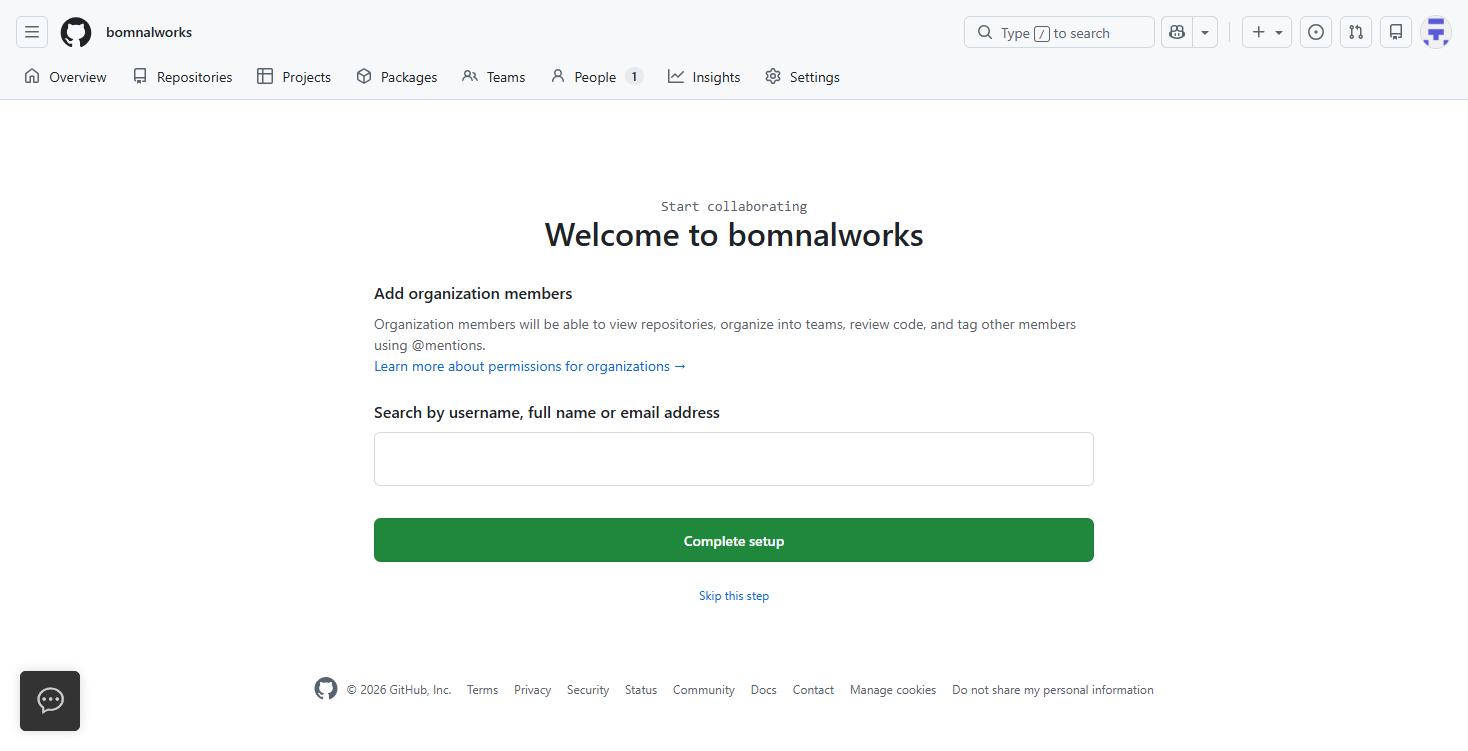 bomnalworks
Type / to search
Overview
Repositories
Projects
Packages
Teams
People 1
Insights
Settings
Start collaborating
Welcome to bomnalworks
Add organization members
Organization members will be able to view repositories, organize into teams, review code, and tag other members
using @mentions.
Learn more about permissions for organizations →
Search by username, full name or email address
Complete setup
Skip this step
© 2026 GitHub, Inc.
Terms
Privacy
Security
Status
Community
Docs
Contact
Manage cookies
Do not share my personal information